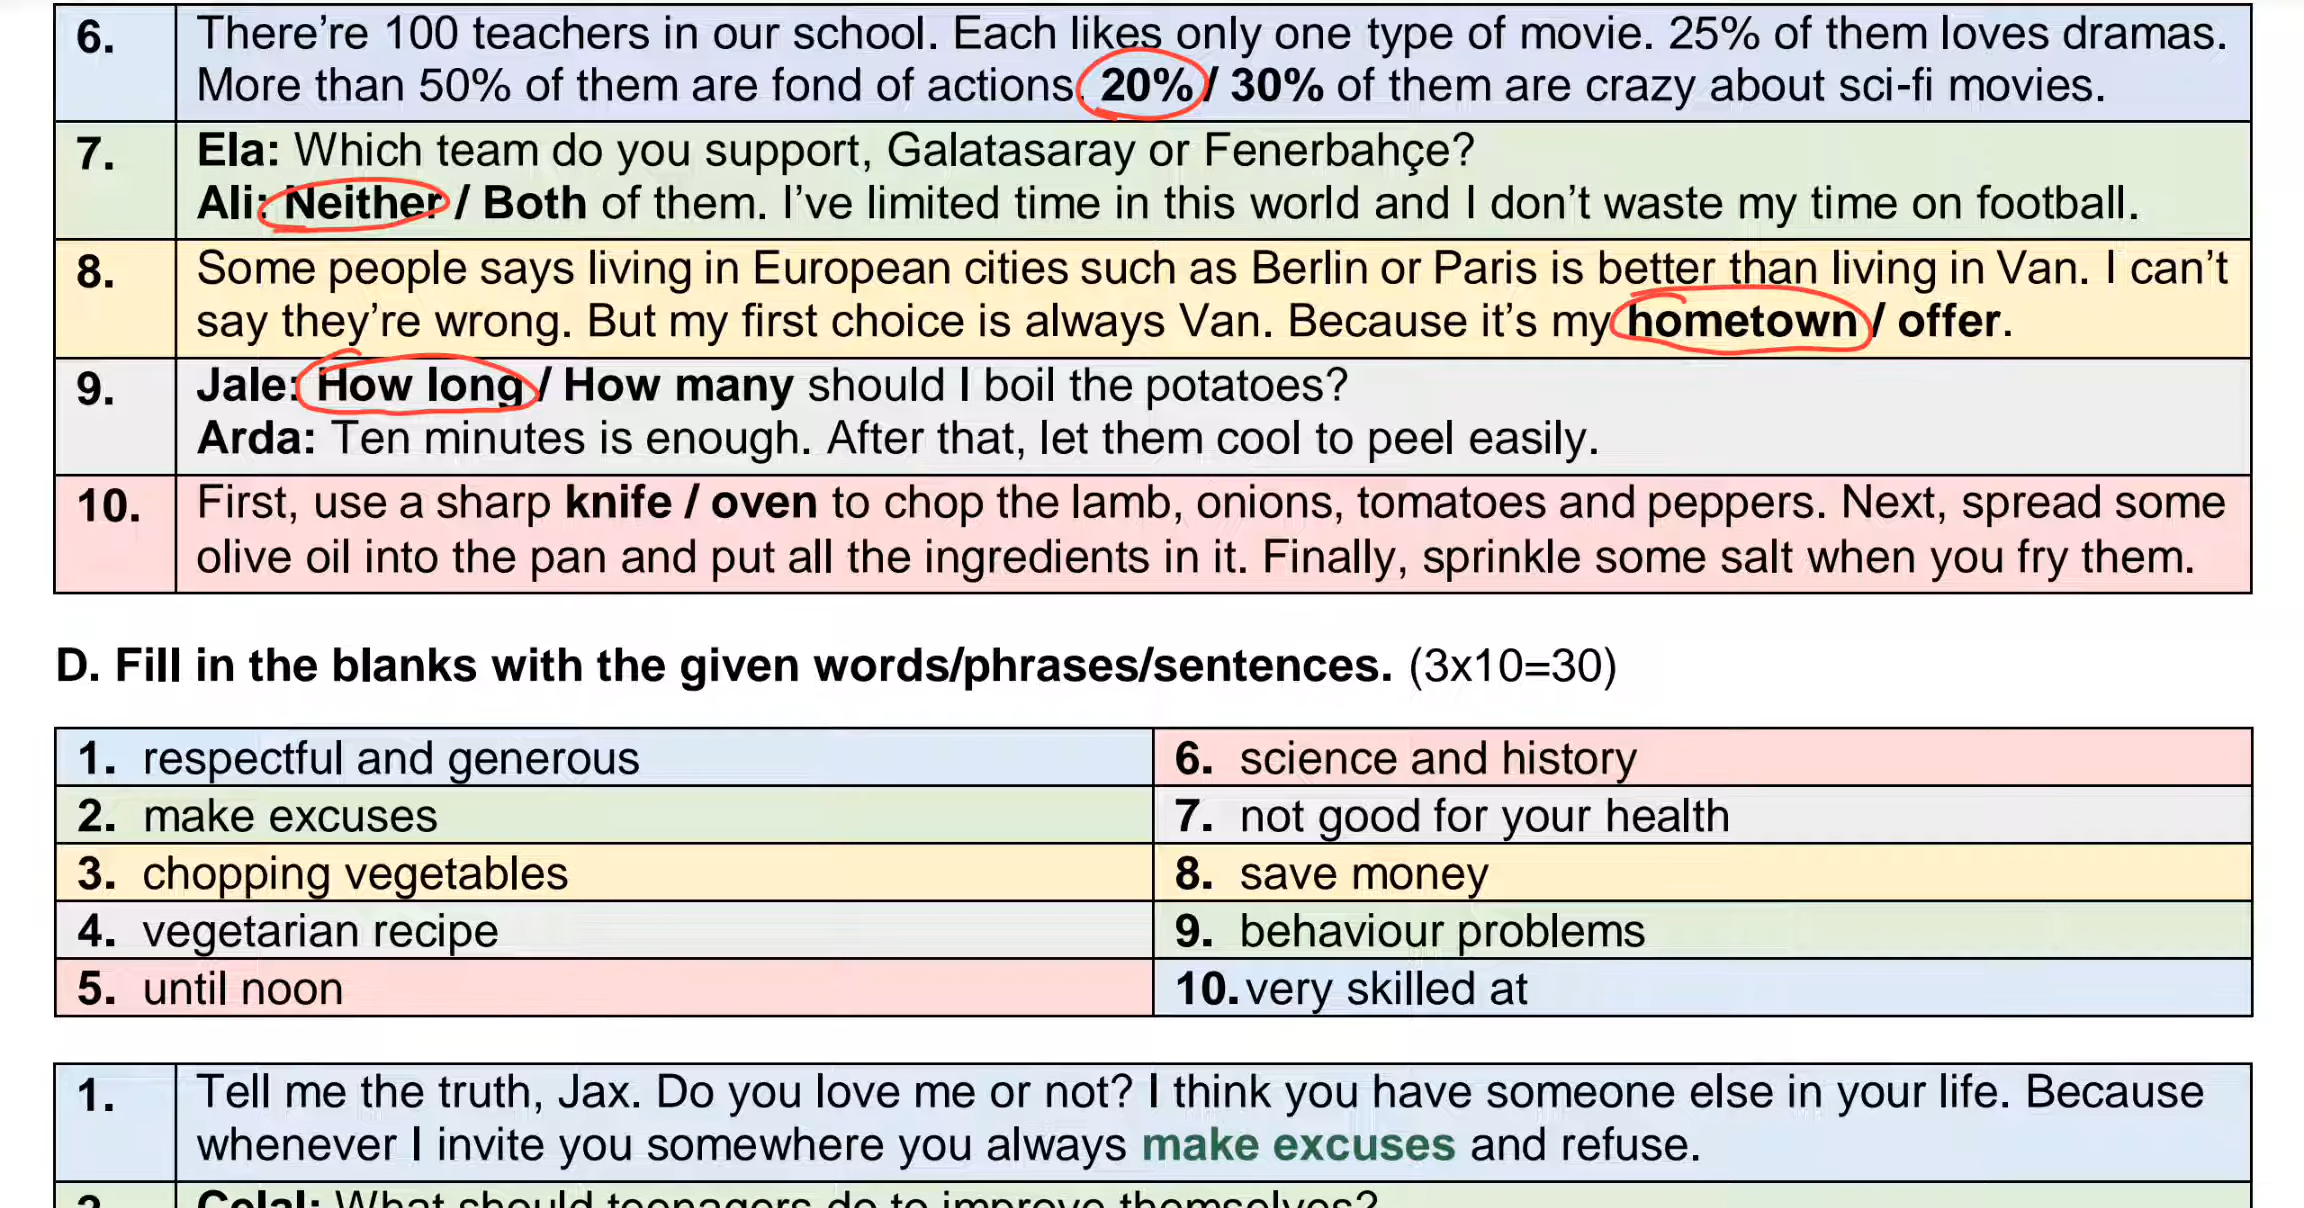 6. There’re 100 teachers in our school. Each likes only one type of movie. 25% of them loves dramas.
More than 50% of them are fond of actions. 20% / 30% of them are crazy about sci-fi movies.
7. Ela: Which team do you support, Galatasaray or Fenerbahçe?
Ali: Neither / Both of them. I’ve limited time in this world and I don’t waste my time on football.
8. Some people says living in European cities such as Berlin or Paris is better than living in Van. I can’t
say they’re wrong. But my first choice is always Van. Because it’s my hometown / offer.
9. Jale: How long / How many should I boil the potatoes?
Arda: Ten minutes is enough. After that, let them cool to peel easily.
10. First, use a sharp knife / oven to chop the lamb, onions, tomatoes and peppers. Next, spread some
olive oil into the pan and put all the ingredients in it. Finally, sprinkle some salt when you fry them.
D. Fill in the blanks with the given words/phrases/sentences. (3x10=30)
1. respectful and generous
2. make excuses
3. chopping vegetables
4. vegetarian recipe
5. until noon
6. science and history
7. not good for your health
8. save money
9. behaviour problems
10. very skilled at
1. Tell me the truth, Jax. Do you love me or not? I think you have someone else in your life. Because
whenever I invite you somewhere you always make excuses and refuse.
2. Celal: What should teenagers do to improve themselves?